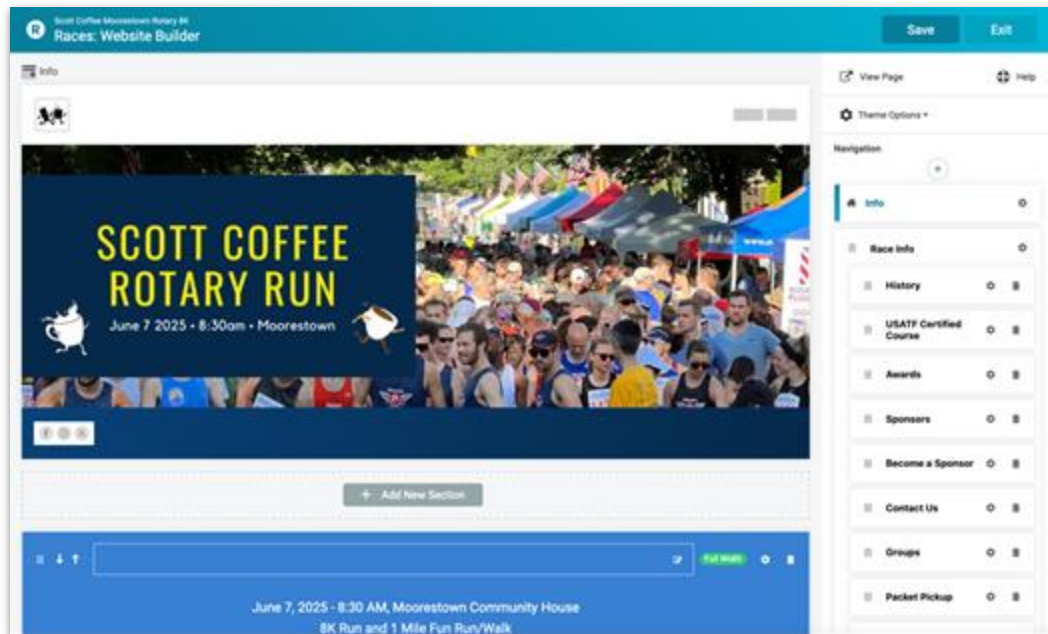 R
Scott Coffee Moorestown Rotary 8K
Races: Website Builder
Save
Exit
Info
View Page
Help
Theme Options
Navigation
+
SCOTT COFFEE
ROTARY RUN
June 7 2025 • 8:30am • Moorestown
Info
Race Info
History
USATF Certified
Course
Awards
Sponsors
Become a Sponsor
Contact Us
Groups
Packet Pickup
+ Add New Section
Full Width
June 7, 2025 - 8:30 AM, Moorestown Community House
8K Run and 1 Mile Fun Run/Walk